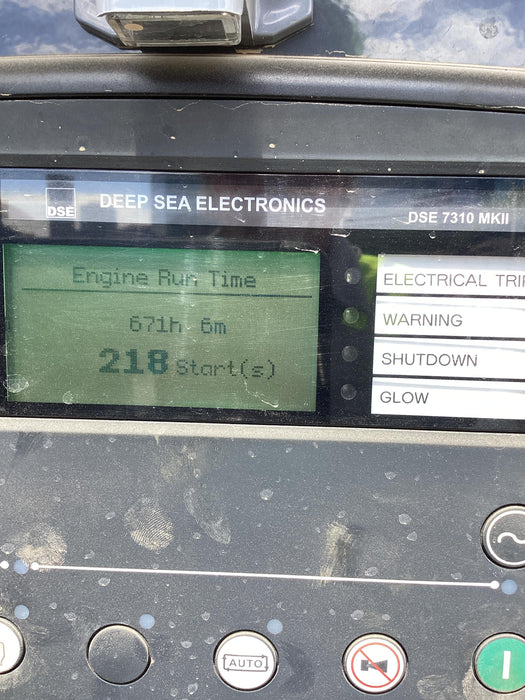 DSE
DEEP SEA ELECTRONICS
DSE 7310 MKII
Engine Run Time
671h 6m
218 Start(s)
ELECTRICAL TRI
WARNING
SHUTDOWN
GLOW
AUTO
I